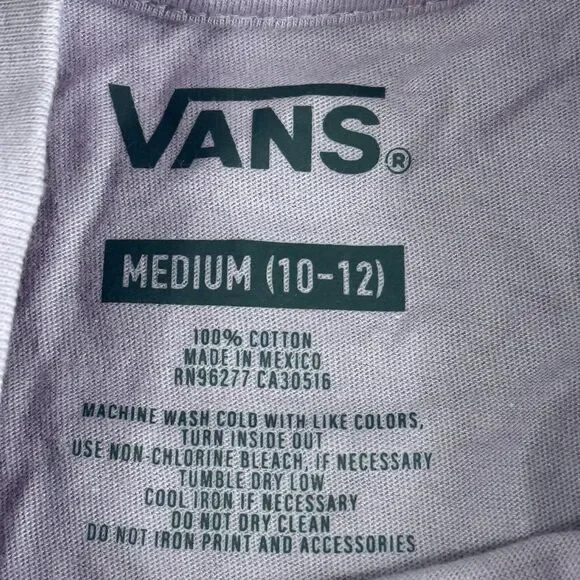 VANS®
MEDIUM (10-12)
100% COTTON
MADE IN MEXICO
RN96277 CA30516
MACHINE WASH COLD WITH LIKE COLORS,
TURN INSIDE OUT
USE NON-CHLORINE BLEACH, IF NECESSARY
TUMBLE DRY LOW
COOL IRON IF NECESSARY
DO NOT DRY CLEAN
DO NOT IRON PRINT AND ACCESSORIES